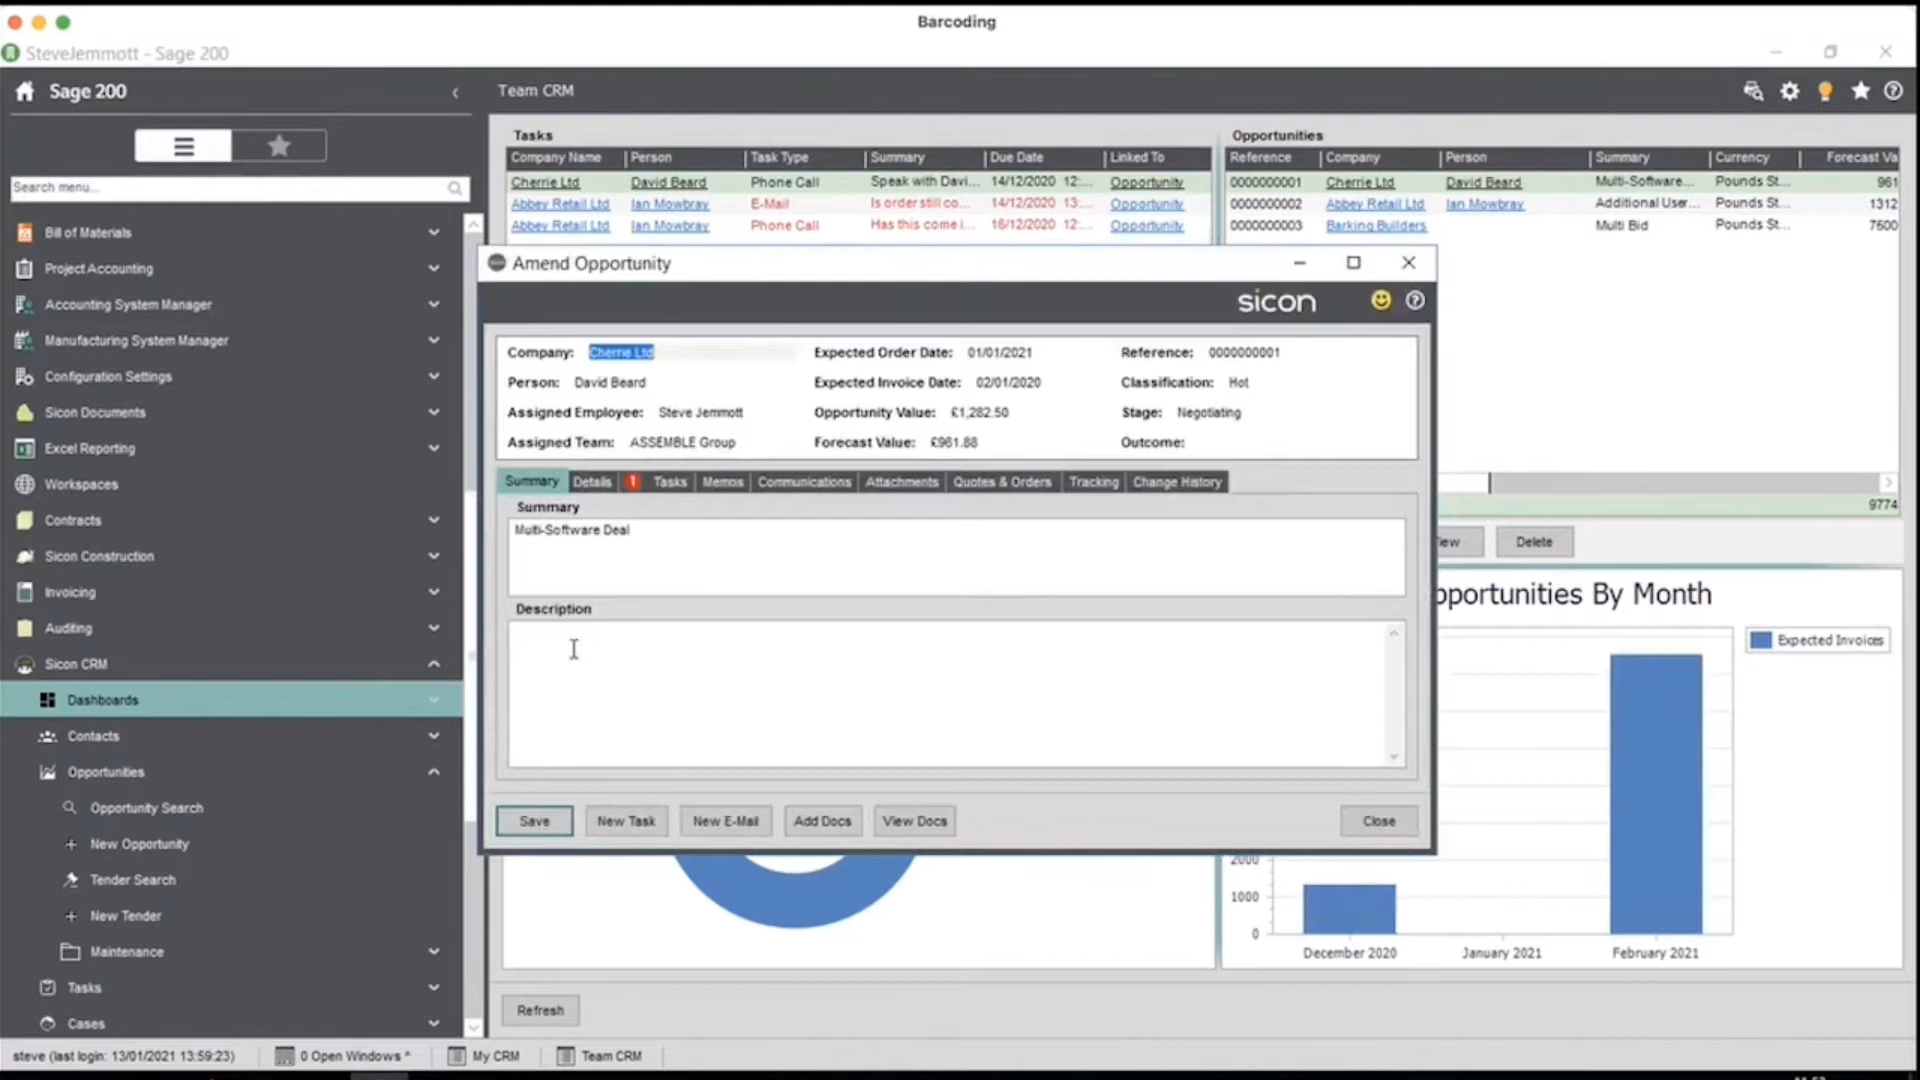 Barcoding
SteveJemmott - Sage 200
Sage 200
Team CRM
Search menu...
Bill of Materials
Project Accounting
Accounting System Manager
Manufacturing System Manager
Configuration Settings
Sicon Documents
Excel Reporting
Workspaces
Contracts
Sicon Construction
Invoicing
Auditing
Sicon CRM
Dashboards
Contacts
Opportunities
Opportunity Search
New Opportunity
Tender Search
New Tender
Maintenance
Tasks
Cases
Tasks
Company Name Person Task Type Summary Due Date Linked To
Cherrie Ltd David Beard Phone Call Speak with Davi... 14/12/2020 12:... Opportunity
Abbey Retail Ltd Ian Mowbray E-Mail Is order still co... 14/12/2020 13:... Opportunity
Abbey Retail Ltd Ian Mowbray Phone Call Has this come i... 16/12/2020 12:... Opportunity
Opportunities
Reference Company Person Summary Currency Forecast Va
0000000001 Cherrie Ltd David Beard Multi-Software... Pounds St... 961
0000000002 Abbey Retail Ltd Ian Mowbray Additional User... Pounds St... 1312
0000000003 Barking Builders Multi Bid Pounds St... 7500
9774
iew Delete
Amend Opportunity
sicon
Company: Cherrie Ltd Expected Order Date: 01/01/2021 Reference: 0000000001
Person: David Beard Expected Invoice Date: 02/01/2020 Classification: Hot
Assigned Employee: Steve Jemmott Opportunity Value: £1,282.50 Stage: Negotiating
Assigned Team: ASSEMBLE Group Forecast Value: £961.88 Outcome:
Summary Details 1 Tasks Memos Communications Attachments Quotes & Orders Tracking Change History
Summary
Multi-Software Deal
Description
Save New Task New E-Mail Add Docs View Docs Close
pportunities By Month
Expected Invoices
2000
1000
0
December 2020 January 2021 February 2021
Refresh
steve (last login: 13/01/2021 13:59:23) 0 Open Windows ^ My CRM Team CRM